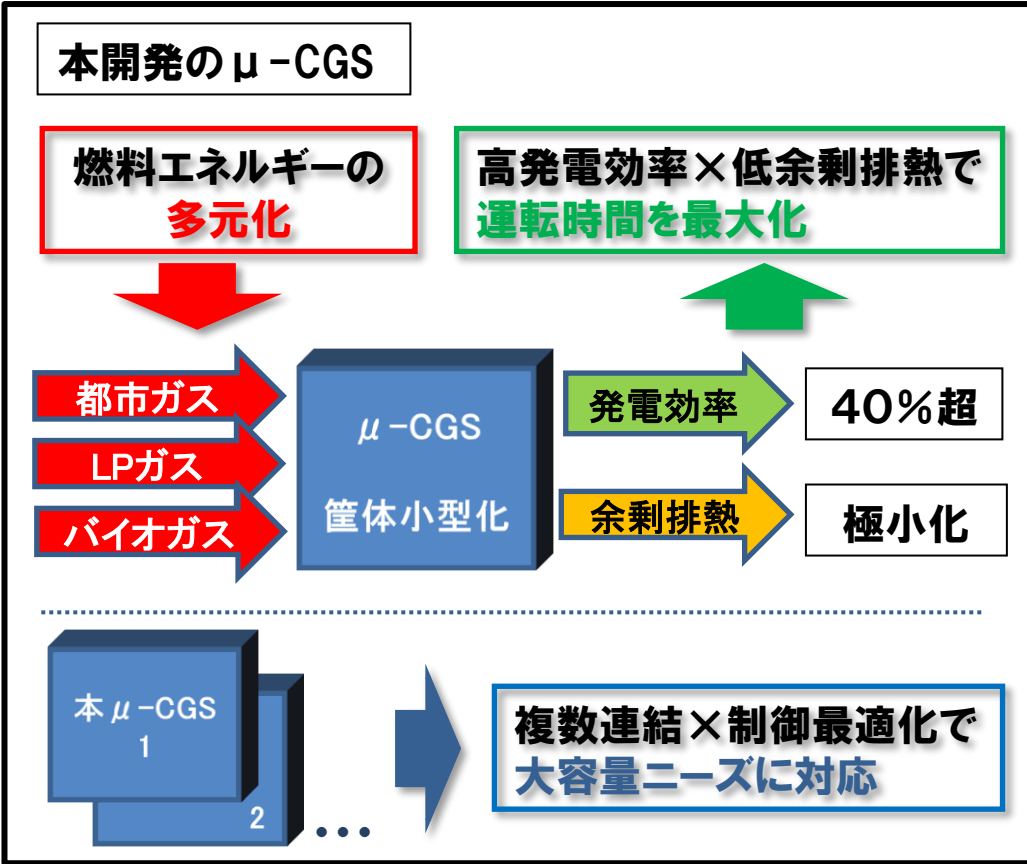 本開発のμ-CGS
燃料エネルギーの
多元化
高発電効率×低余剰排熱で
運転時間を最大化
都市ガス
LPガス
バイオガス
μ-CGS
筐体小型化
発電効率
40%超
余剰排熱
極小化
本μ-CGS
1
2
...
複数連結×制御最適化で
大容量ニーズに対応